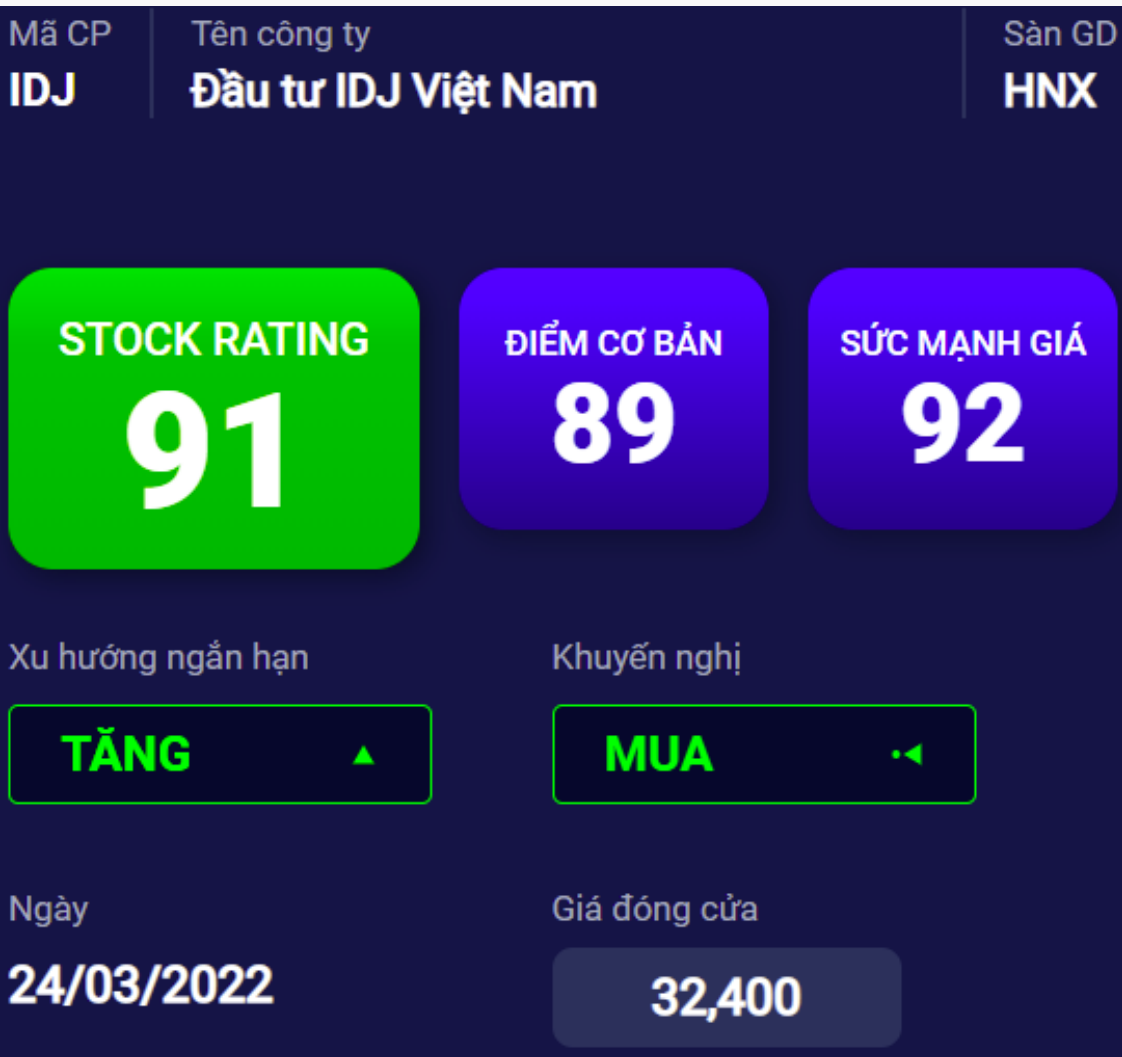 Mã CP
Tên công ty
Sàn GD
IDJ
Đầu tư IDJ Việt Nam
HNX
STOCK RATING
91
ĐIỂM CƠ BẢN
89
SỨC MẠNH GIÁ
92
Xu hướng ngắn hạn
Khuyến nghị
TĂNG
MUA
Ngày
Giá đóng cửa
24/03/2022
32,400